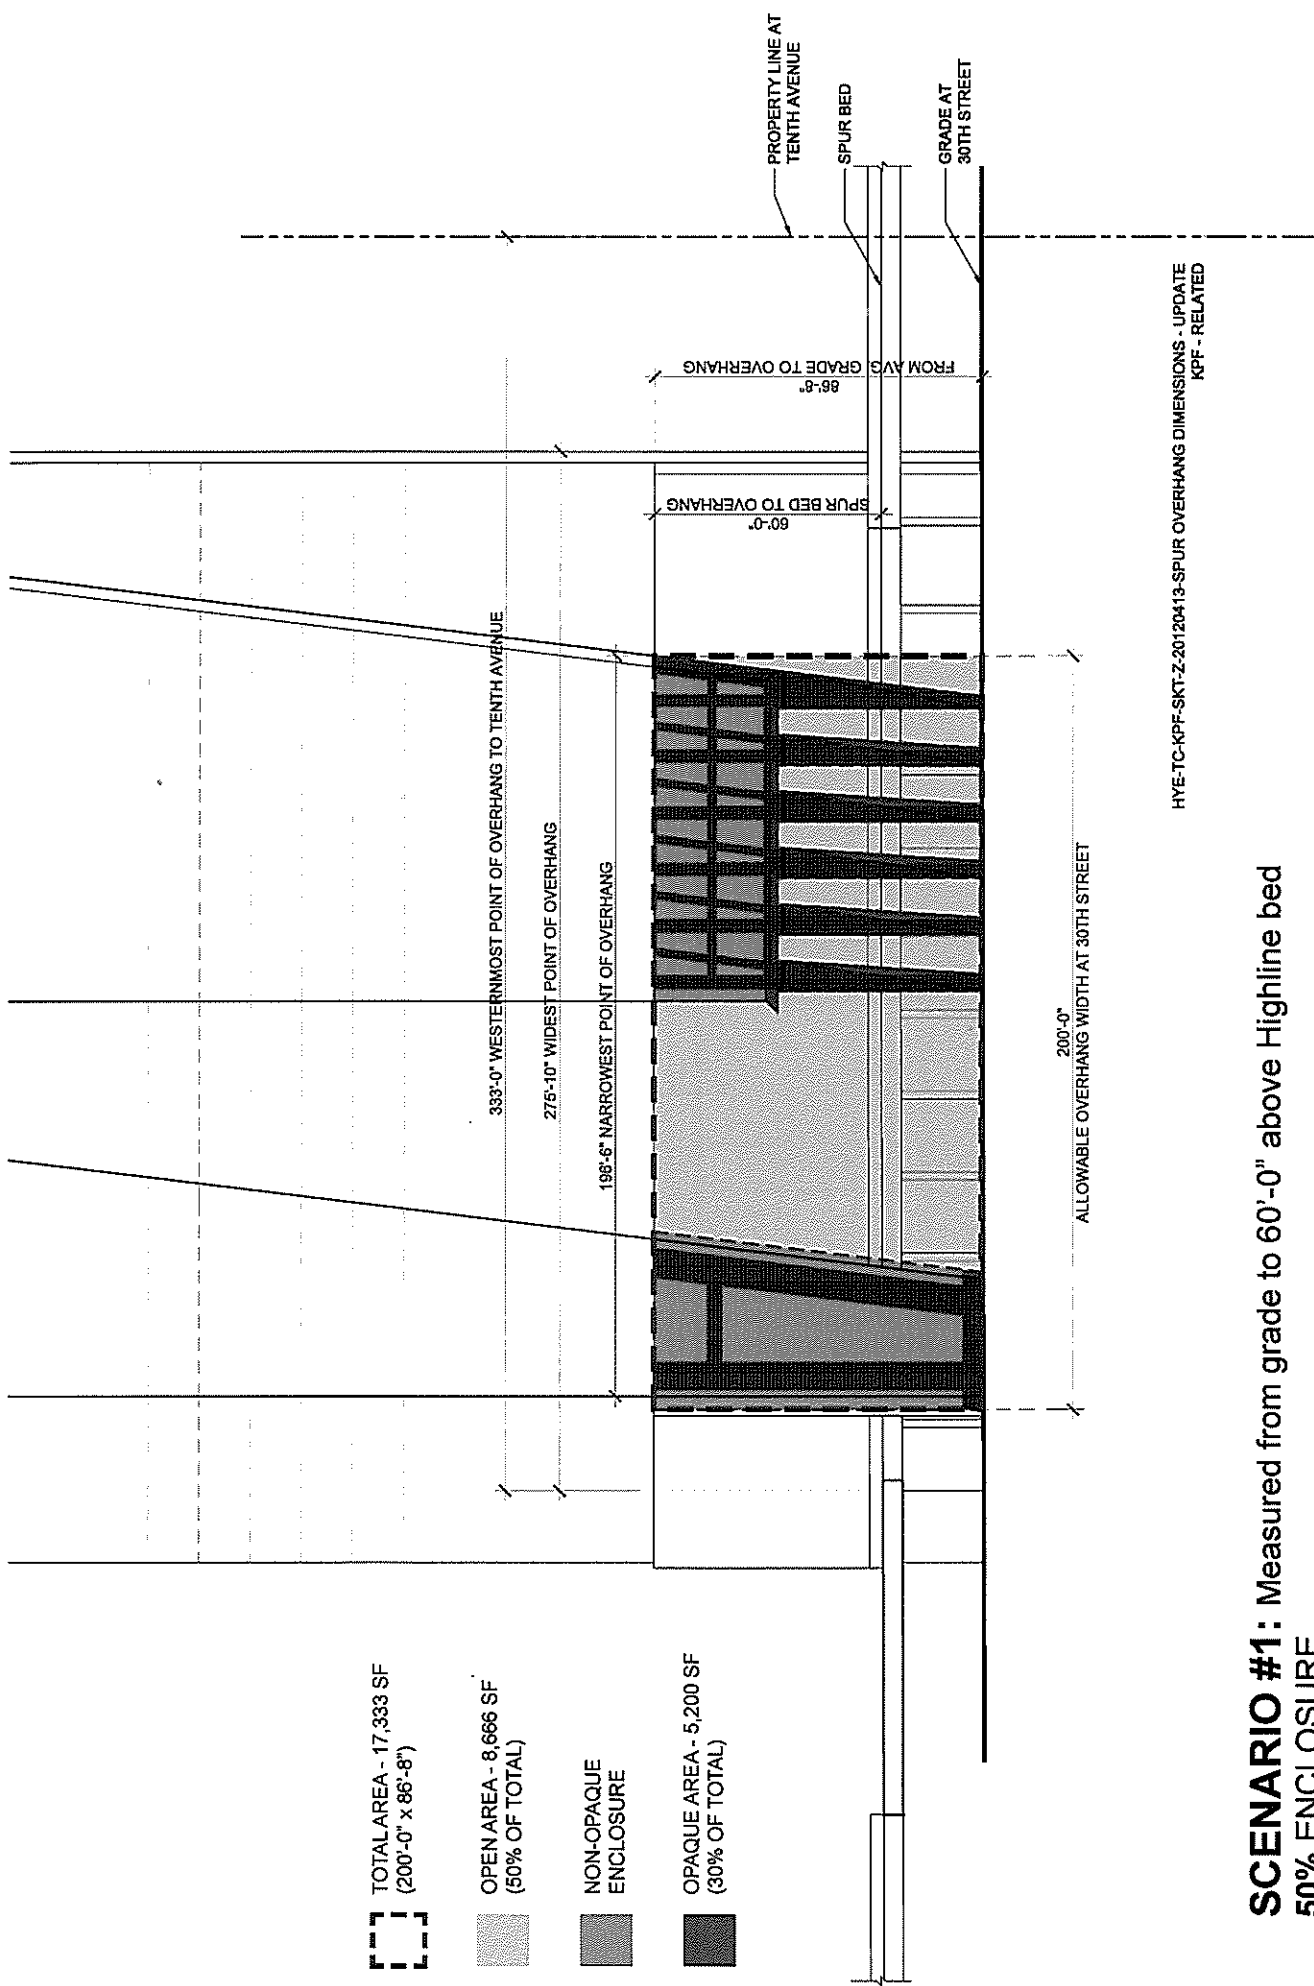 PROPERTY LINE AT
TENTH AVENUE
SPUR BED
GRADE AT
30TH STREET
333'-0" WESTERNMOST POINT OF OVERHANG TO TENTH AVENUE
275'-10" WIDEST POINT OF OVERHANG
196'-6" NARROWEST POINT OF OVERHANG
60'-0"
SPUR BED TO OVERHANG
86'-8"
FROM AVG. GRADE TO OVERHANG
200'-0"
ALLOWABLE OVERHANG WIDTH AT 30TH STREET
TOTAL AREA - 17,333 SF
(200'-0" x 86'-8")
OPEN AREA - 8,666 SF
(50% OF TOTAL)
NON-OPAQUE
ENCLOSURE
OPAQUE AREA - 5,200 SF
(30% OF TOTAL)
HYE-TC-KPF-SKT-Z-20120413-SPUR OVERHANG DIMENSIONS - UPDATE
KPF - RELATED
SCENARIO #1: Measured from grade to 60'-0" above Highline bed
50% ENCLOSURE